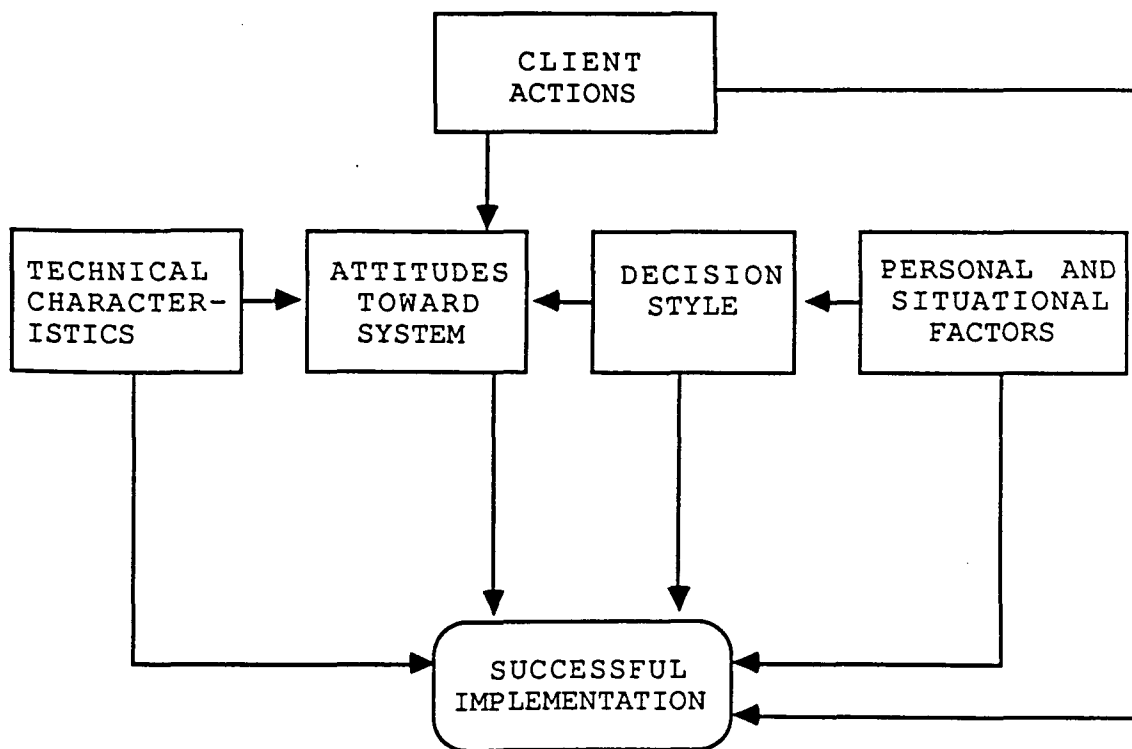 CLIENT
ACTIONS
TECHNICAL
CHARACTER-
ISTICS
ATTITUDES
TOWARD
SYSTEM
DECISION
STYLE
PERSONAL AND
SITUATIONAL
FACTORS
SUCCESSFUL
IMPLEMENTATION